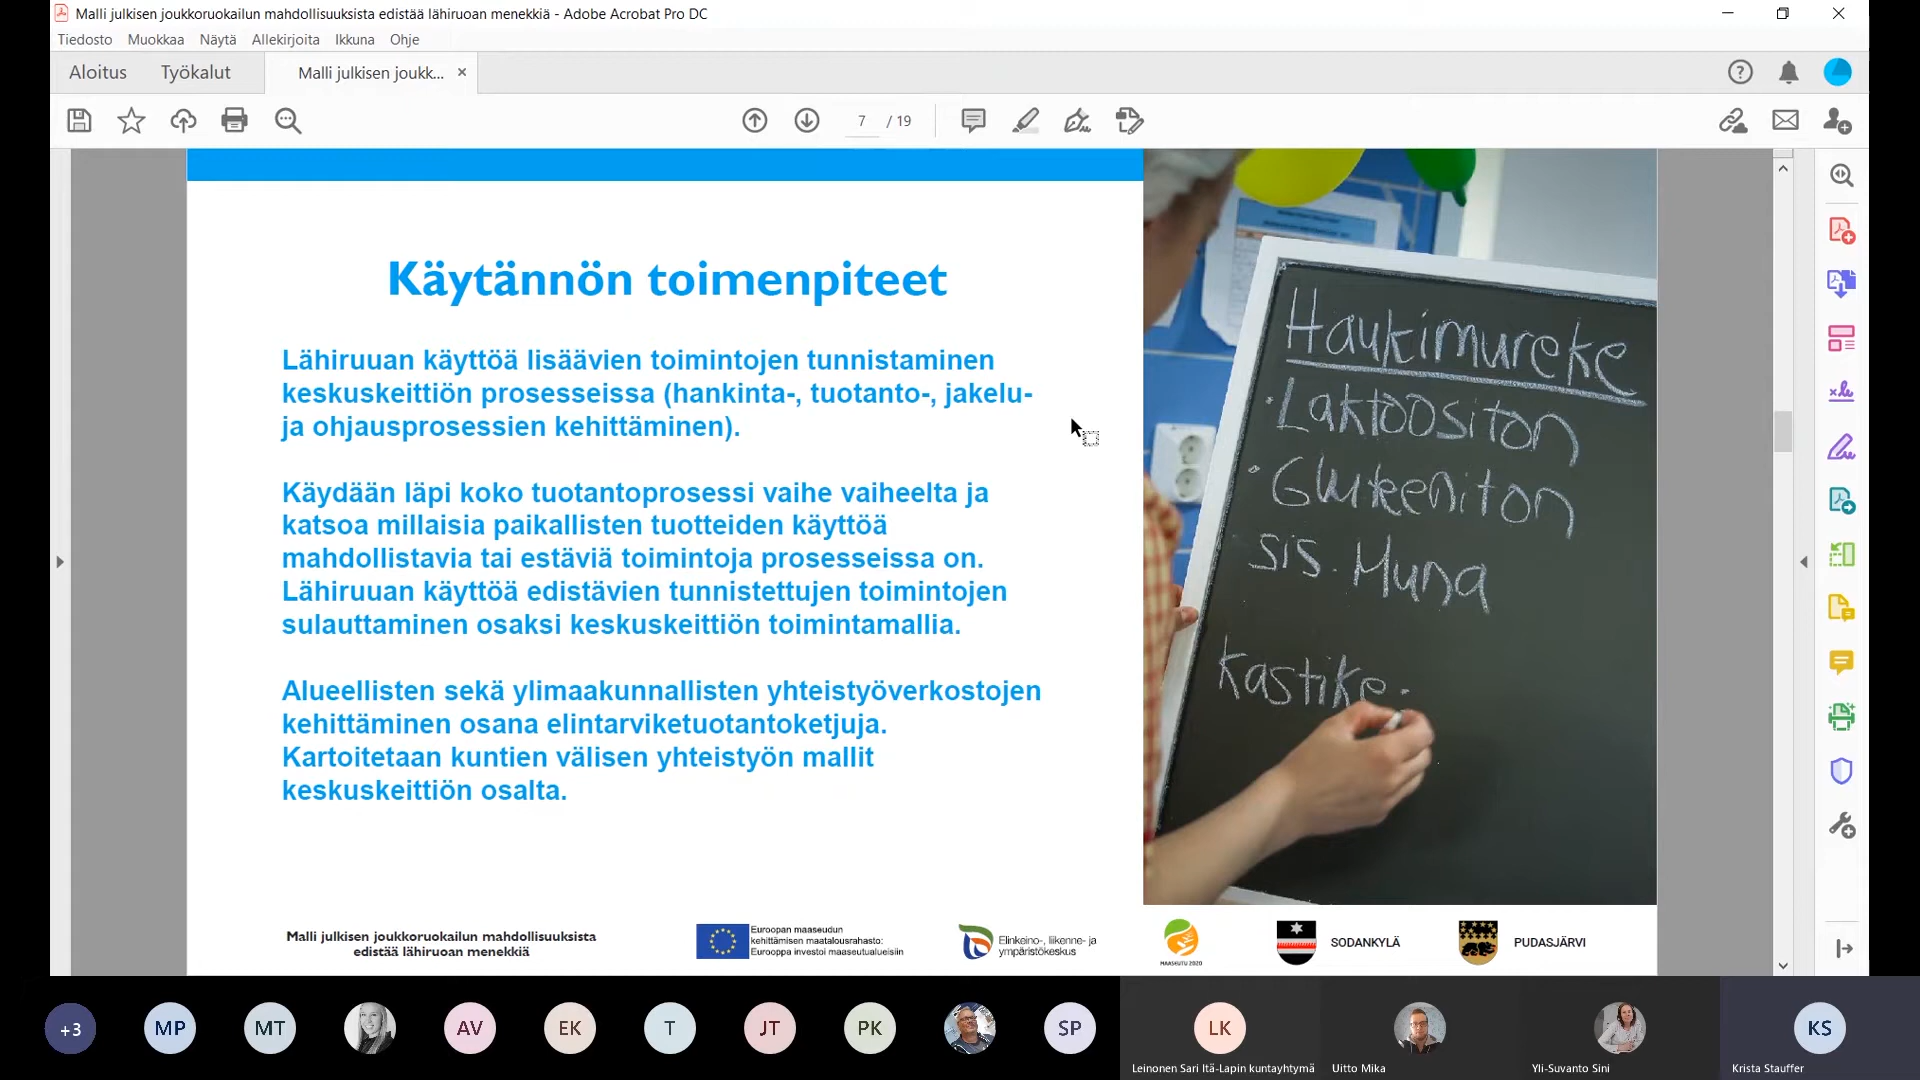 Malli julkisen joukkoruokailun mahdollisuuksista edistää lähiruoan menekkiä - Adobe Acrobat Pro DC
Tiedosto Muokkaa Näytä Allekirjoita Ikkuna Ohje
Aloitus Työkalut Malli julkisen joukk...
7 / 19
Käytännön toimenpiteet
Lähiruuan käyttöä lisäävien toimintojen tunnistaminen
keskuskeittiön prosesseissa (hankinta-, tuotanto-, jakelu-
ja ohjausprosessien kehittäminen).
Käydään läpi koko tuotantoprosessi vaihe vaiheelta ja
katsoa millaisia paikallisten tuotteiden käyttöä
mahdollistavia tai estäviä toimintoja prosesseissa on.
Lähiruuan käyttöä edistävien tunnistettujen toimintojen
sulauttaminen osaksi keskuskeittiön toimintamallia.
Alueellisten sekä ylimaakunnallisten yhteistyöverkostojen
kehittäminen osana elintarviketuotantoketjuja.
Kartoitetaan kuntien välisen yhteistyön mallit
keskuskeittiön osalta.
Haukimureke
·Laktoositon
·Gluteeniton
sis. Muna
Kastike:
Malli julkisen joukkoruokailun mahdollisuuksista
edistää lähiruoan menekkiä
Euroopan maaseudun
kehittämisen maatalousrahasto:
Eurooppa investoi maaseutualueisiin
Elinkeino-, liikenne- ja
ympäristökeskus
MAASEUTU 2020
SODANKYLÄ
PUDASJÄRVI
+3 MP MT AV EK T JT PK SP LK KS
Leinonen Sari Itä-Lapin kuntayhtymä Uitto Mika Yli-Suvanto Sini Krista Stauffer